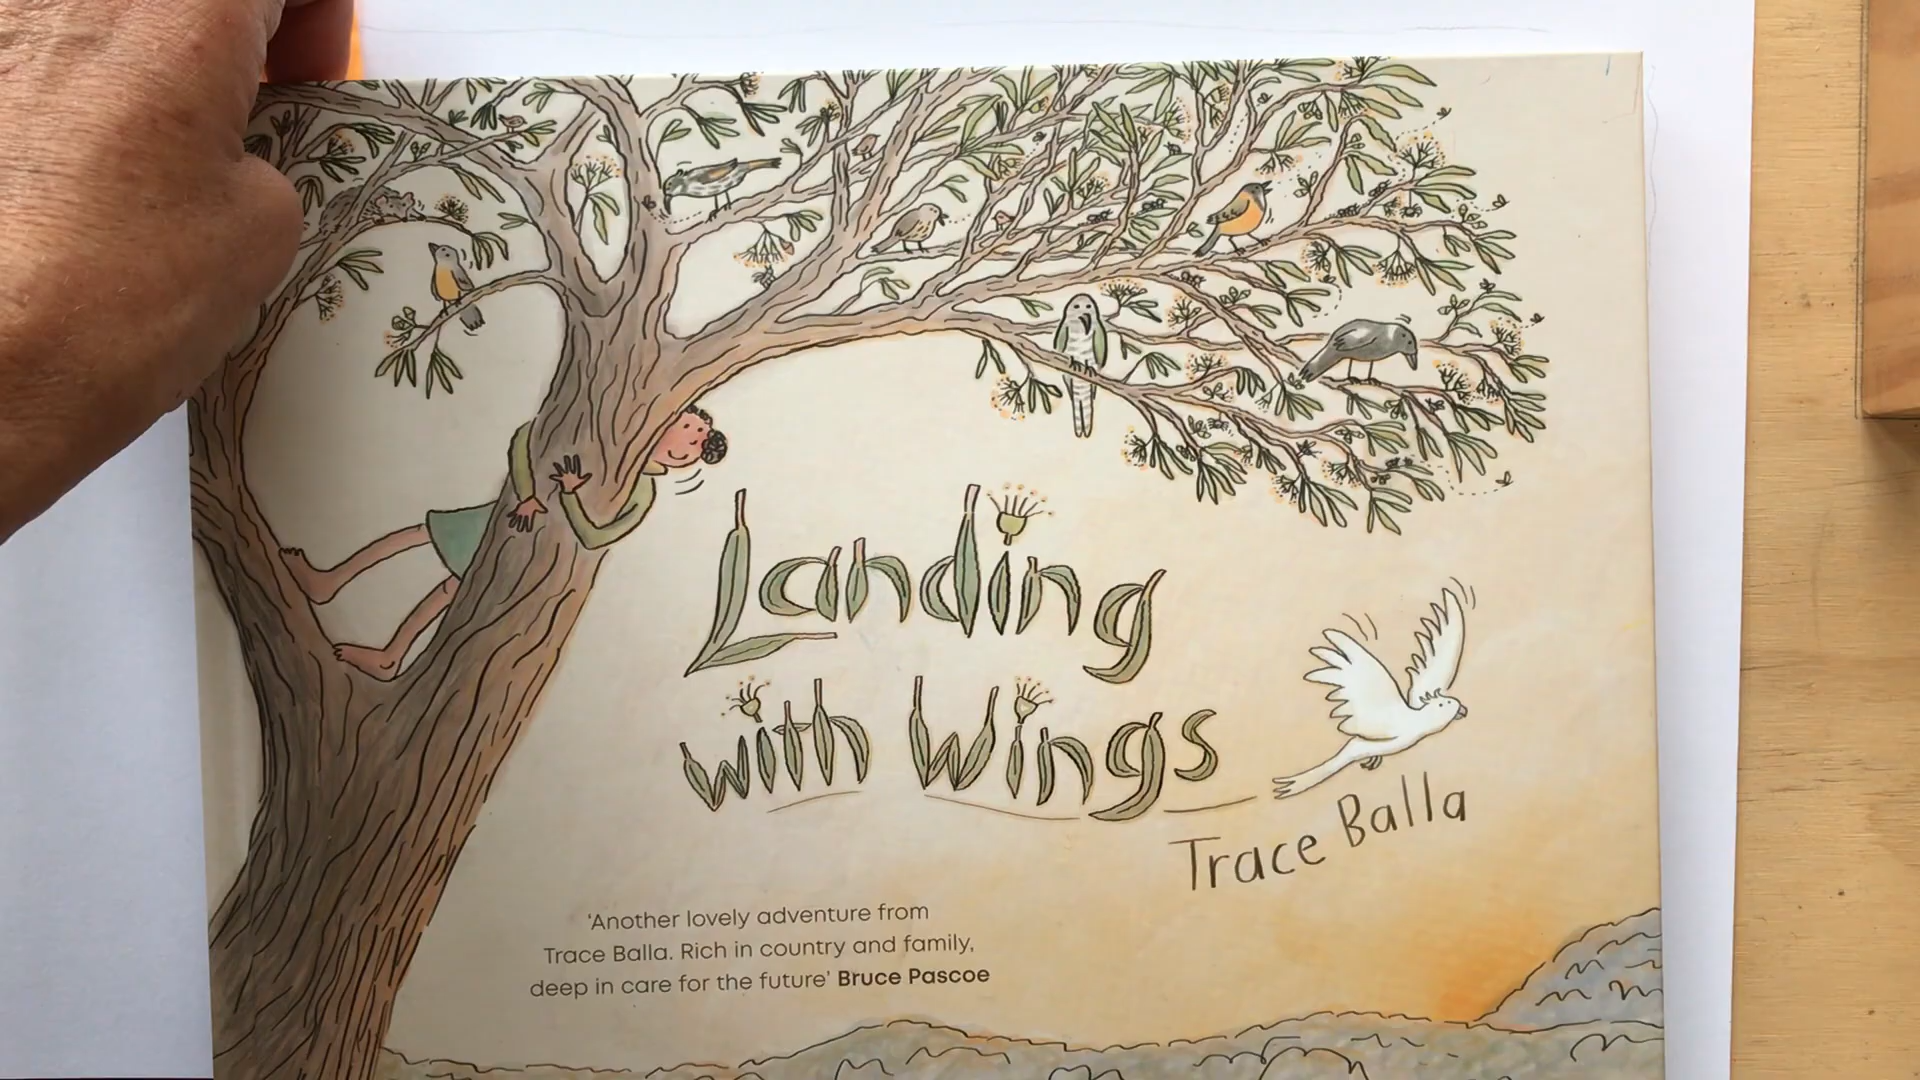 Landing
with Wings
Trace Balla
‘Another lovely adventure from
Trace Balla. Rich in country and family,
deep in care for the future’ Bruce Pascoe